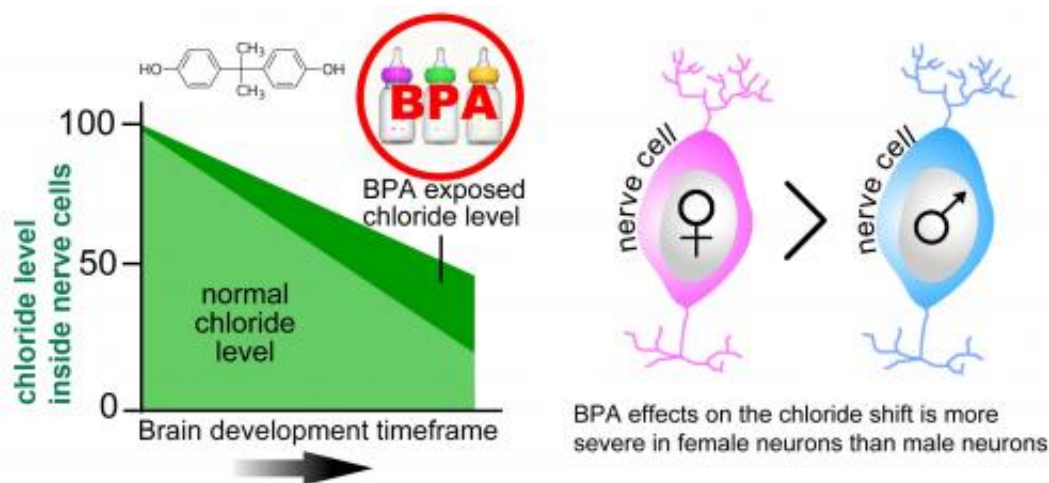 CH₃
HO
OH
CH₃
BPA
100
50
0
chloride level
inside nerve cells
BPA exposed
chloride level
normal
chloride
level
Brain development timeframe
nerve cell
♀
>
nerve cell
♂
BPA effects on the chloride shift is more
severe in female neurons than male neurons